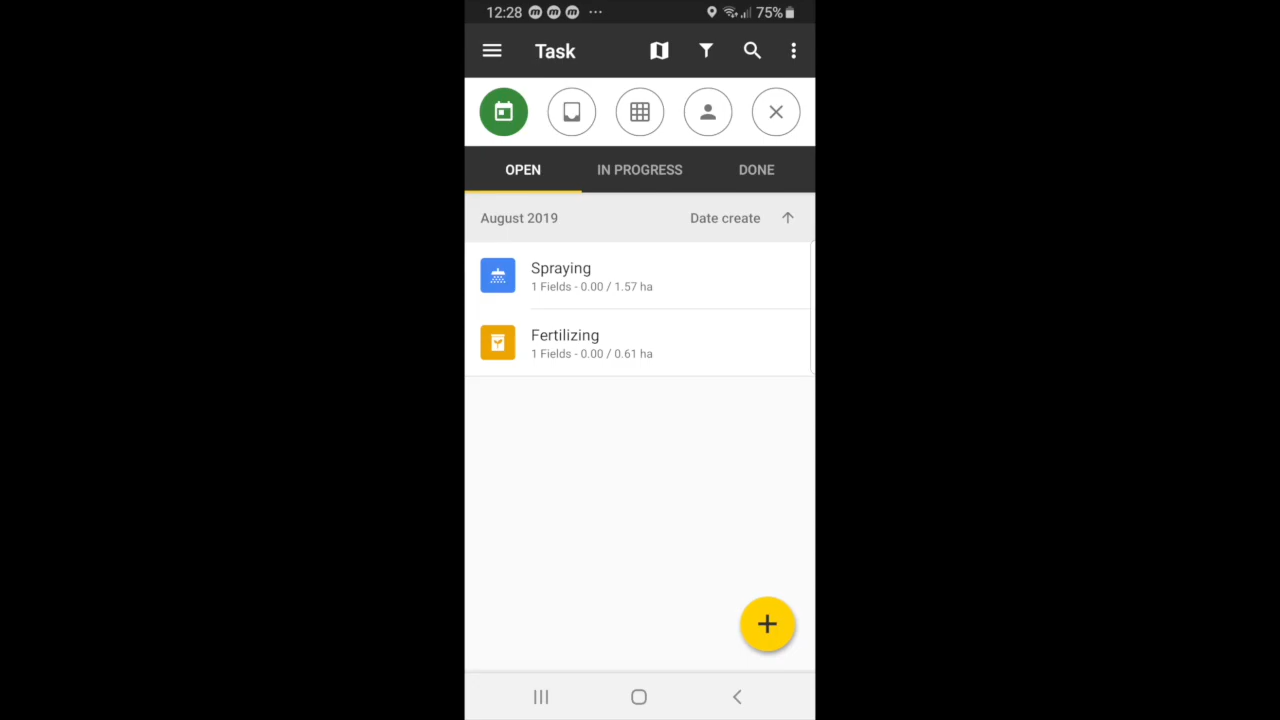 12:28 m m m ... 75%
Task
OPEN IN PROGRESS DONE
August 2019 Date create
Spraying
1 Fields - 0.00 / 1.57 ha
Fertilizing
1 Fields - 0.00 / 0.61 ha